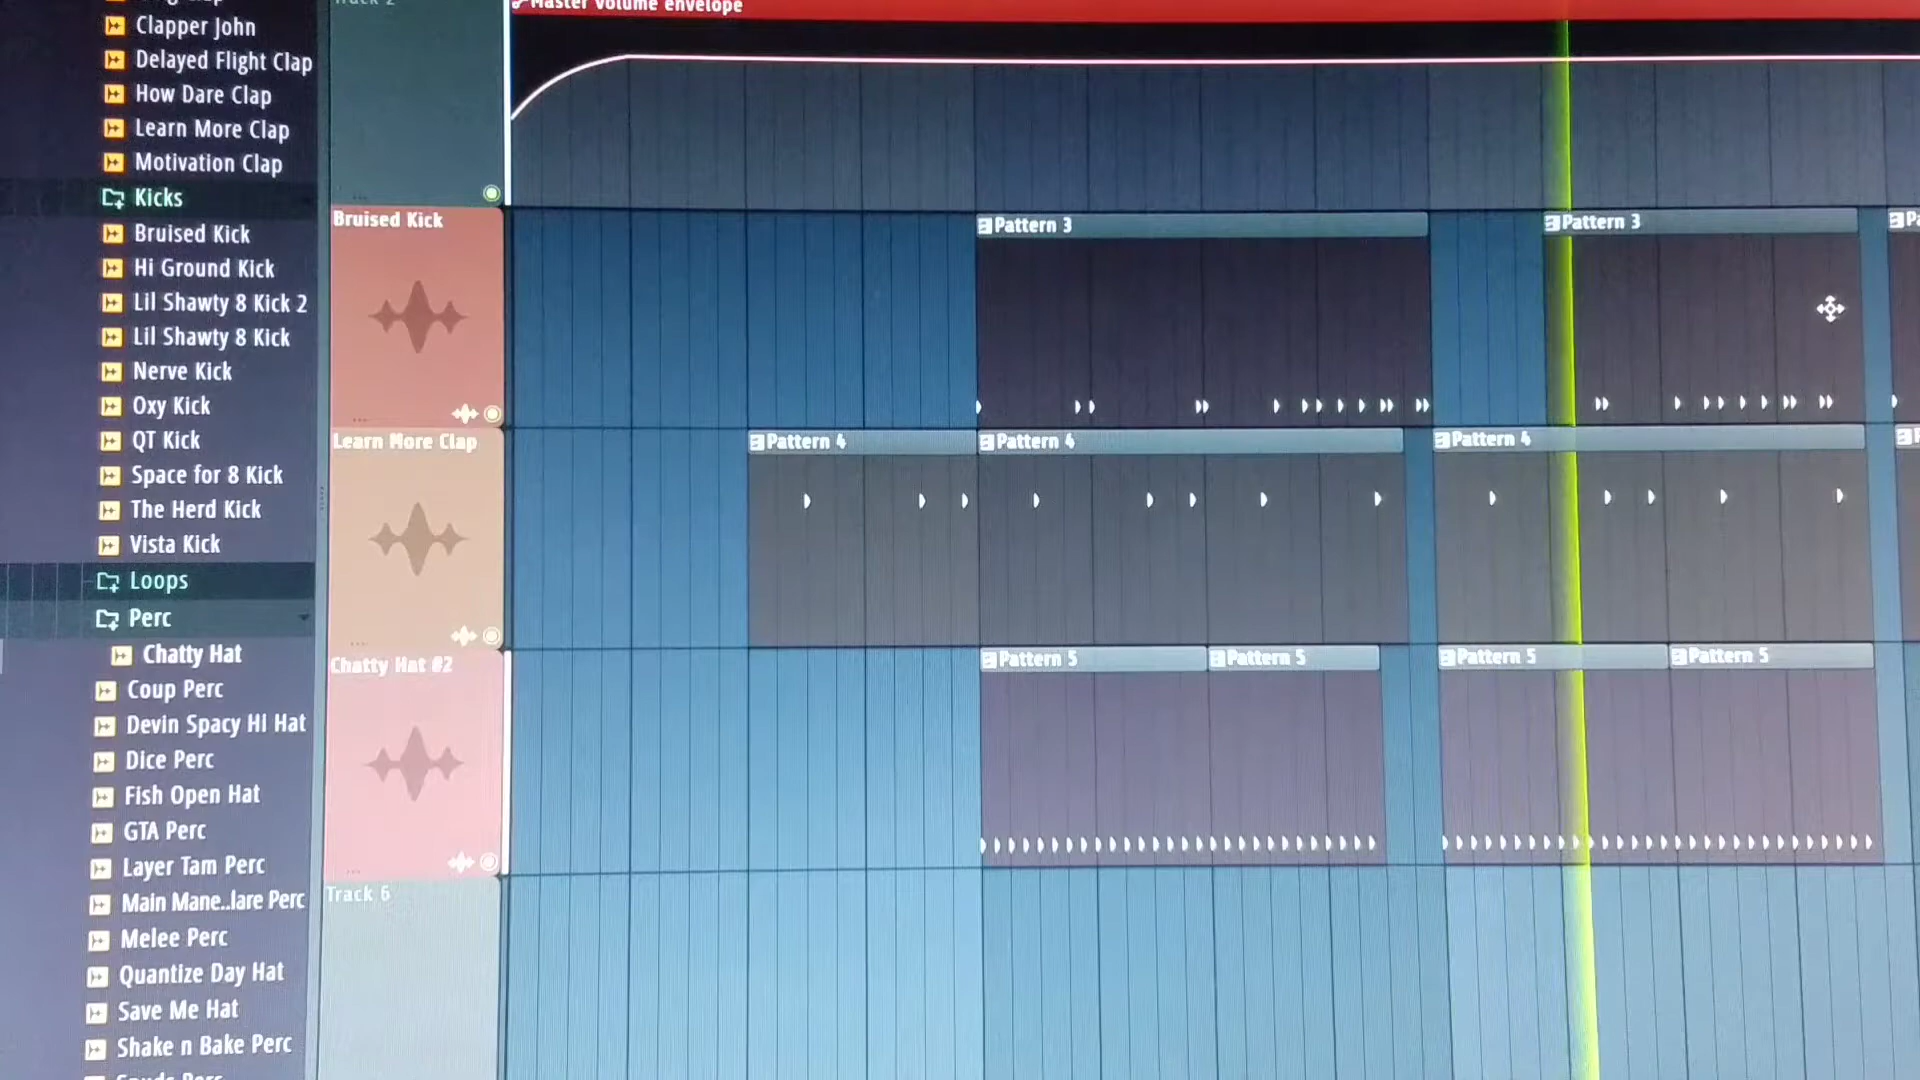 Clapper John
Delayed Flight Clap
How Dare Clap
Learn More Clap
Motivation Clap
Kicks
Bruised Kick
Hi Ground Kick
Lil Shawty 8 Kick 2
Lil Shawty 8 Kick
Nerve Kick
Oxy Kick
QT Kick
Space for 8 Kick
The Herd Kick
Vista Kick
Loops
Perc
Chatty Hat
Coup Perc
Devin Spacy HI Hat
Dice Perc
Fish Open Hat
GTA Perc
Layer Tam Perc
Main Mane..lare Perc
Melee Perc
Quantize Day Hat
Save Me Hat
Shake n Bake Perc
Track 2
Master Volume envelope
Bruised Kick
Pattern 3
Pattern 3
Learn More Clap
Pattern 4
Pattern 4
Pattern 4
Chatty Hat #2
Pattern 5
Pattern 5
Pattern 5
Pattern 5
Track 6